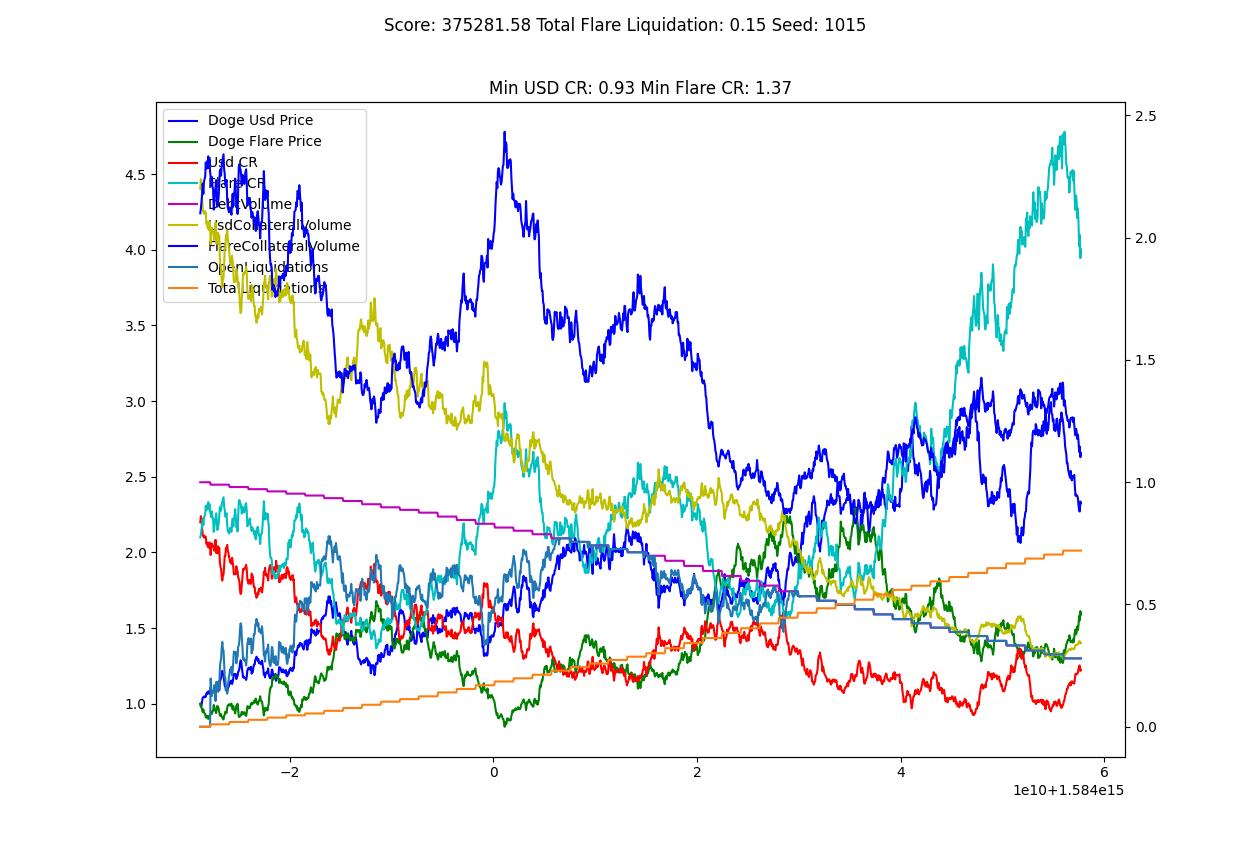 Score: 375281.58 Total Flare Liquidation: 0.15 Seed: 1015
Min USD CR: 0.93 Min Flare CR: 1.37
Doge Usd Price
Doge Flare Price
Usd CR
Flare CR
DebtVolume
UsdCollateralVolume
FlareCollateralVolume
OpenLiquidations
TotalLiquidations
4.5
4.0
3.5
3.0
2.5
2.0
1.5
1.0
2.5
2.0
1.5
1.0
0.5
0.0
−2
0
2
4
6
1e10+1.584e15